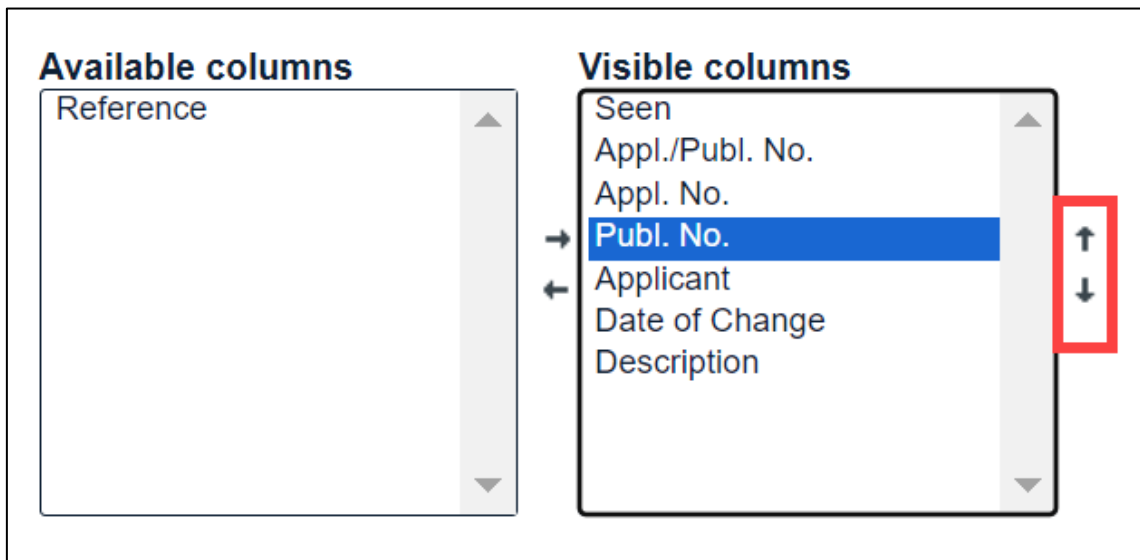 Available columns
Reference
Visible columns
Seen
Appl./Publ. No.
Appl. No.
Publ. No.
Applicant
Date of Change
Description